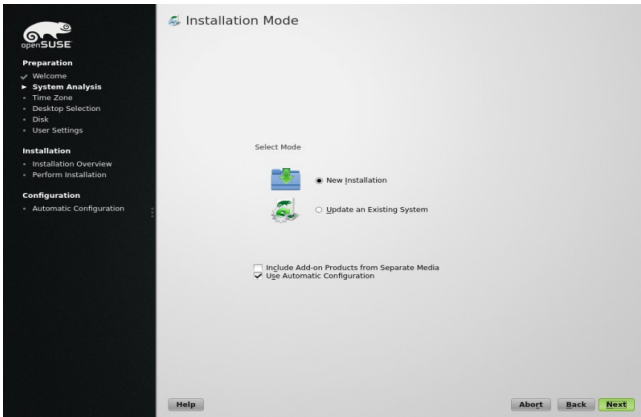 openSUSE
Preparation
Welcome
System Analysis
Time Zone
Desktop Selection
Disk
User Settings
Installation
Installation Overview
Perform Installation
Configuration
Automatic Configuration
Installation Mode
Select Mode
New Installation
Update an Existing System
Include Add-on Products from Separate Media
Use Automatic Configuration
Help
Abort
Back
Next